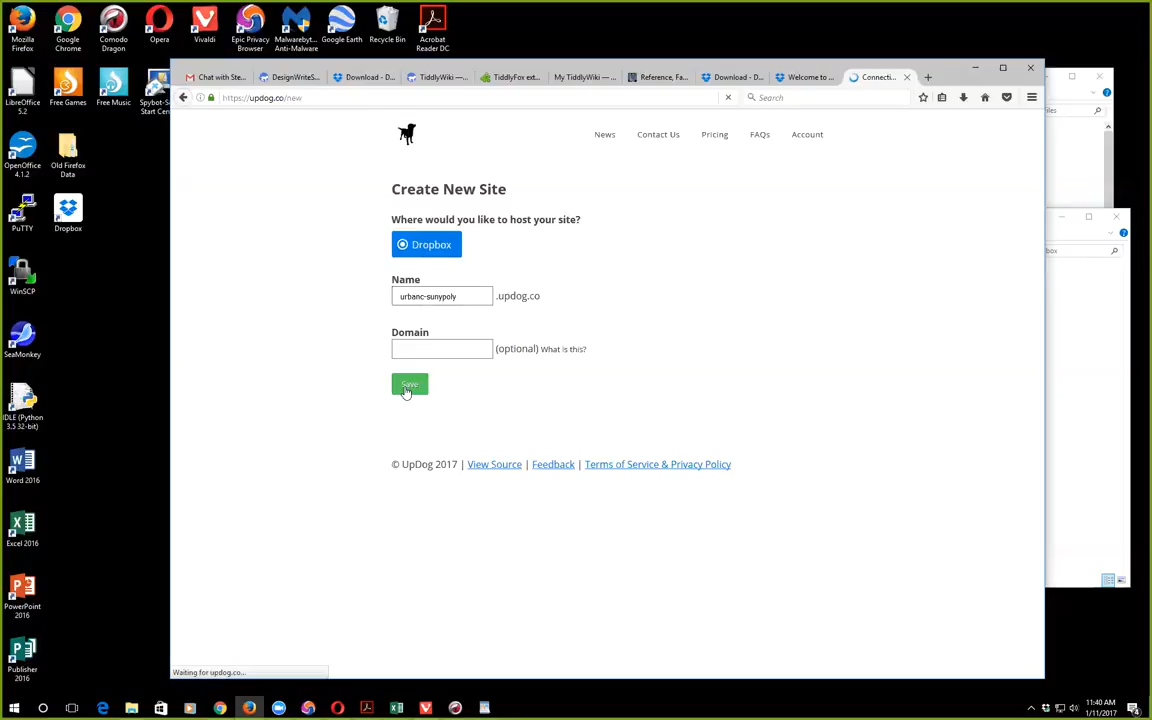 Mozilla Firefox
Google Chrome
Comodo Dragon
Opera
Vivaldi
Epic Privacy Browser
Malwarebyt... Anti-Malware
Google Earth
Recycle Bin
Acrobat Reader DC
LibreOffice 5.2
Free Games
Free Music
Spybot-S
Start Cen
OpenOffice 4.1.2
Old Firefox Data
PuTTY
Dropbox
WinSCP
SeaMonkey
IDLE (Python 3.5 32-bit)
Word 2016
Excel 2016
PowerPoint 2016
Publisher 2016
Chat with Ste...
DesignWriteS...
Download - D...
TiddlyWiki —...
TiddlyFox ext...
My TiddlyWiki — ...
Reference, Fa...
Download - D...
Welcome to ...
Connecti...
https://updog.co/new
Search
News Contact Us Pricing FAQs Account
Create New Site
Where would you like to host your site?
Dropbox
Name
urbanc-sunypoly .updog.co
Domain
(optional) What is this?
Save
© UpDog 2017 | View Source | Feedback | Terms of Service & Privacy Policy
Waiting for updog.co...
iles
box
11:40 AM
1/11/2017